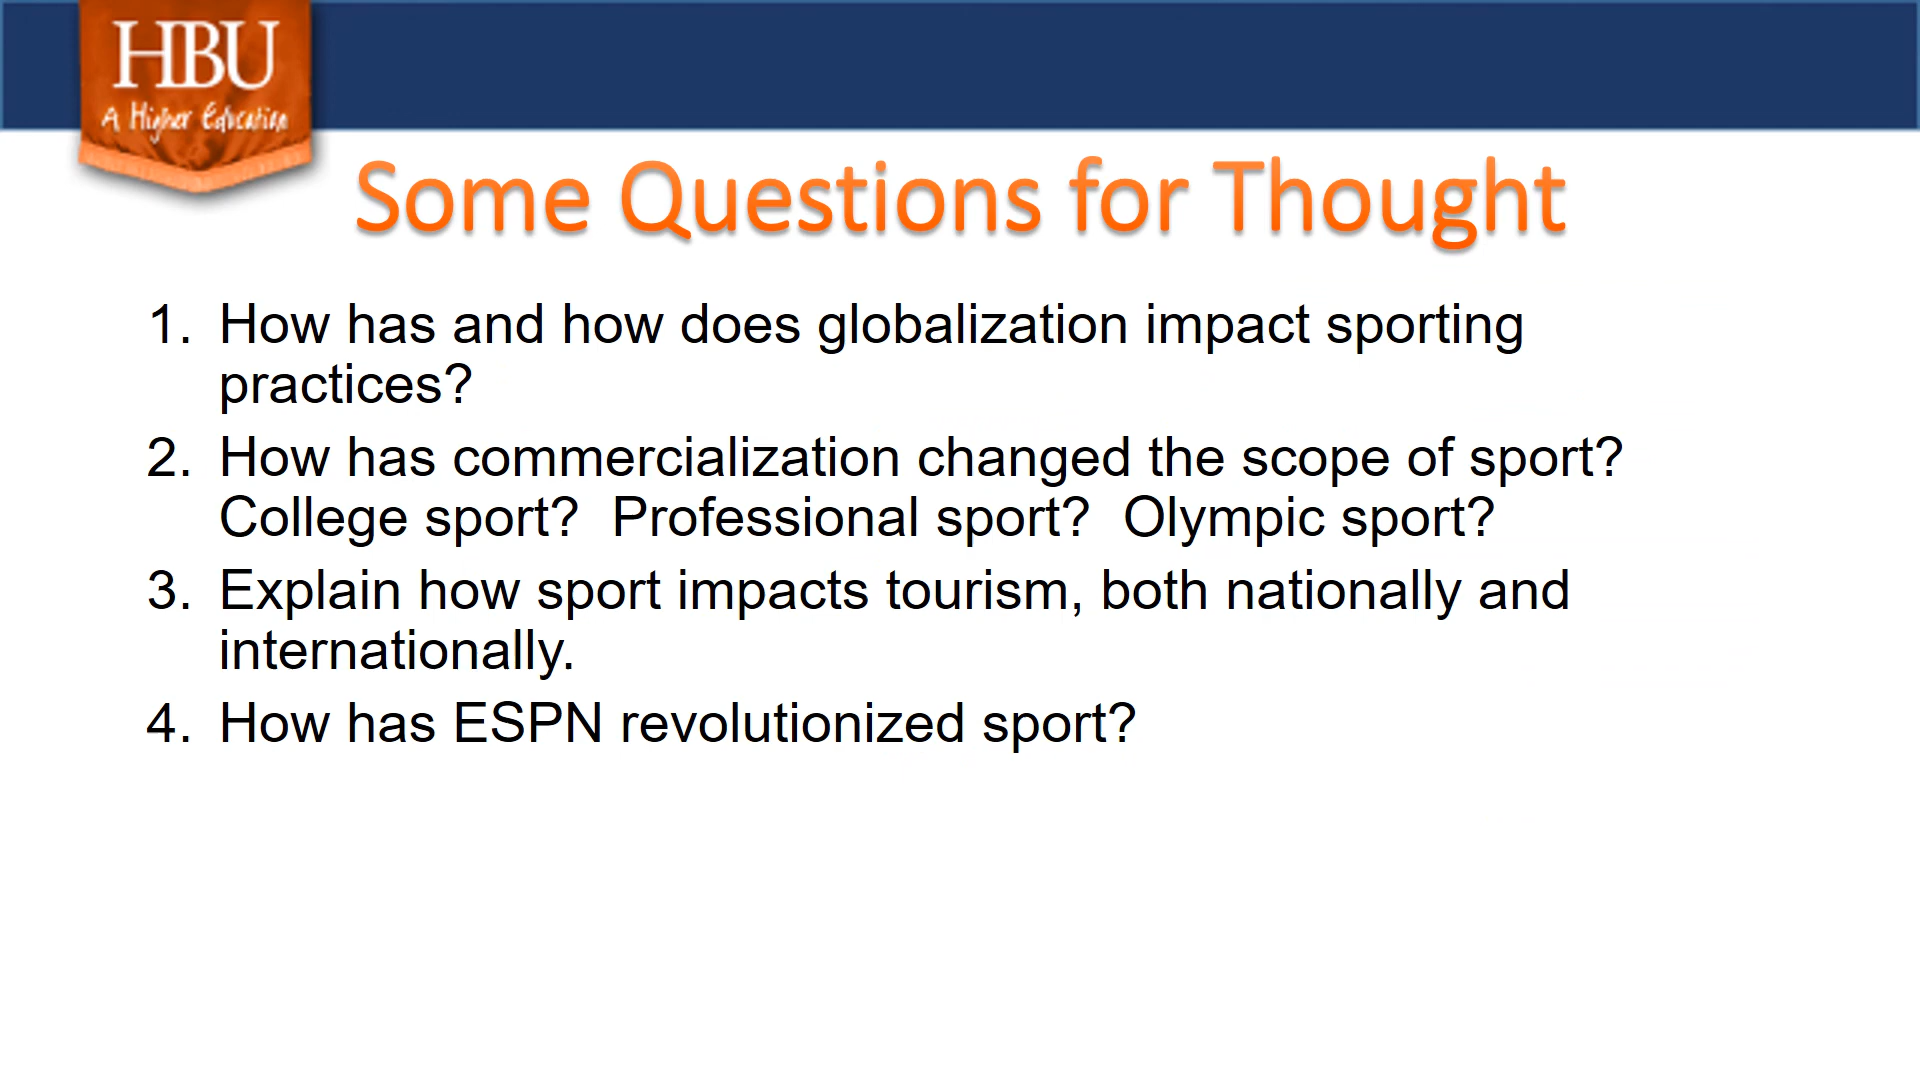 HBU
A Higher Education
Some Questions for Thought
1. How has and how does globalization impact sporting
practices?
2. How has commercialization changed the scope of sport?
College sport?  Professional sport?  Olympic sport?
3. Explain how sport impacts tourism, both nationally and
internationally.
4. How has ESPN revolutionized sport?